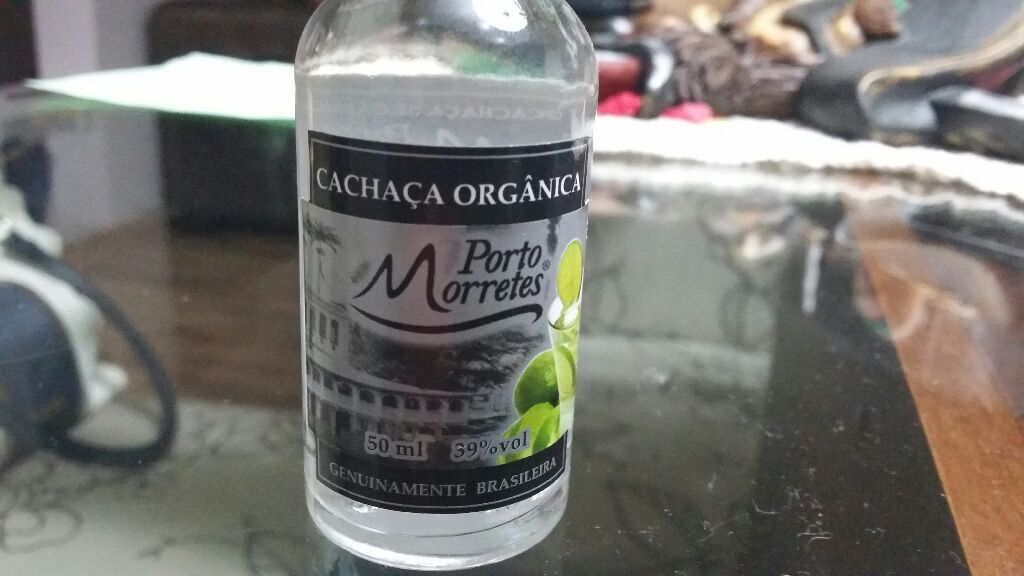 CACHAÇA ORGÂNICA
Porto
Morretes®
50 ml 39%vol
GENUINAMENTE BRASILEIRA